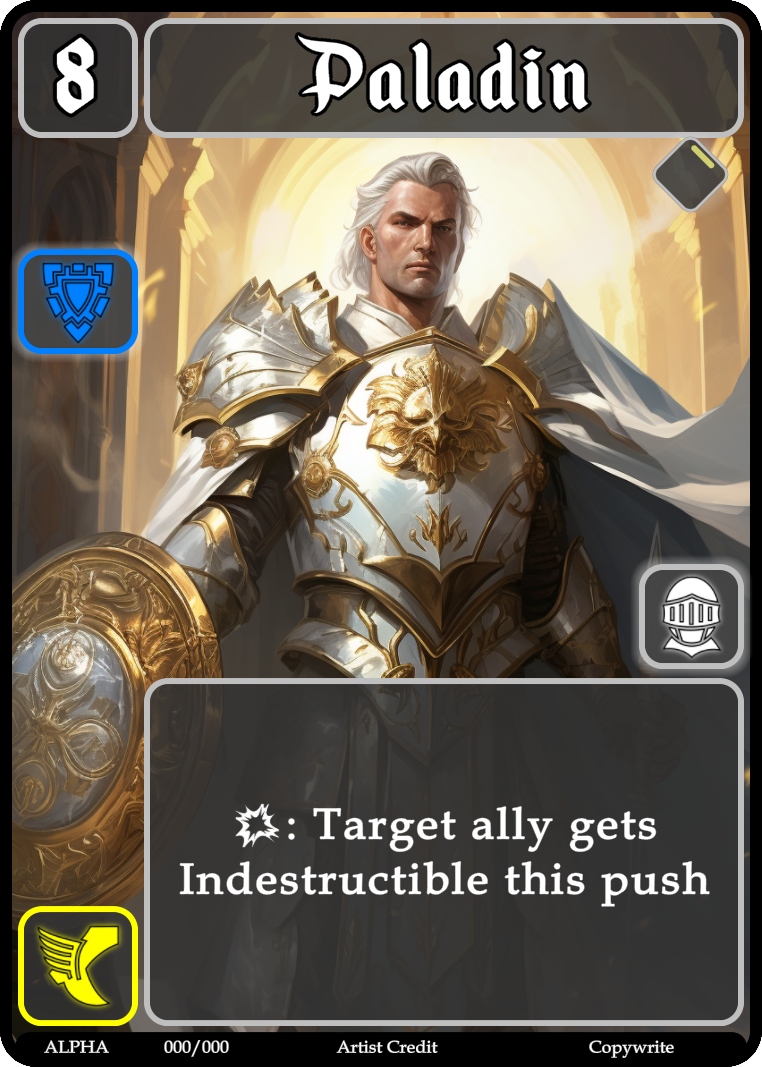 8
Paladin
: Target ally gets
Indestructible this push
ALPHA 000/000 Artist Credit Copywrite